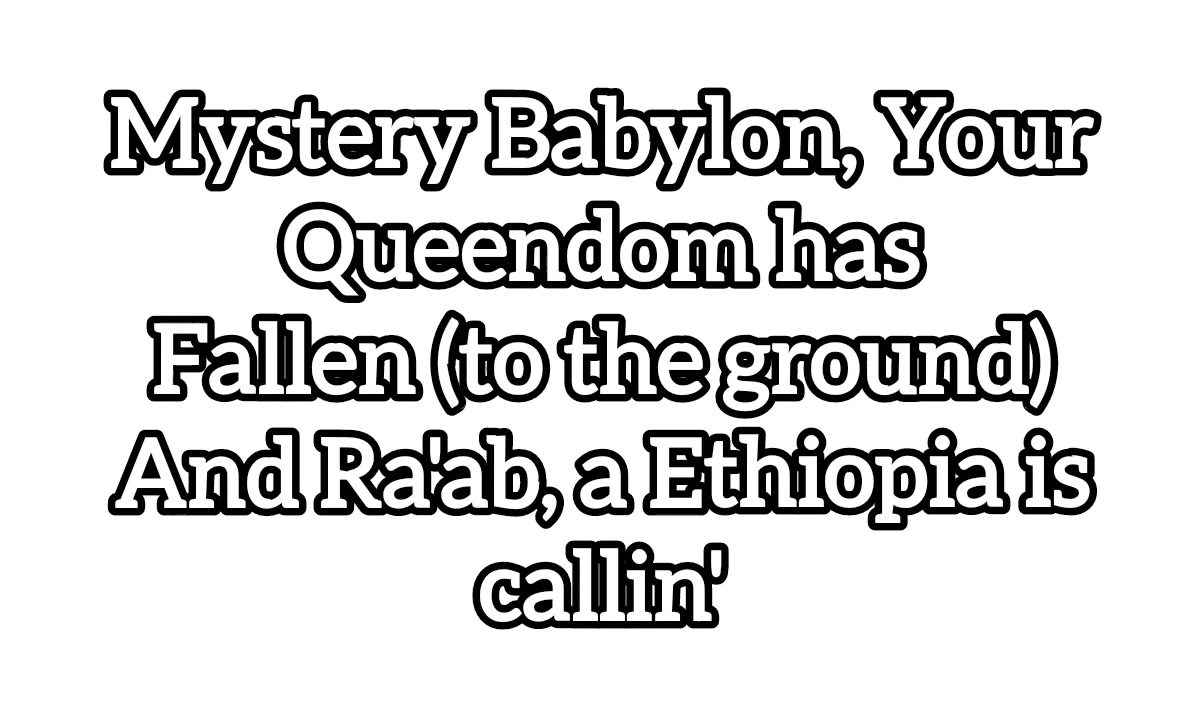 Mystery Babylon, Your
Queendom has
Fallen (to the ground)
And Ra'ab, a Ethiopia is
callin'